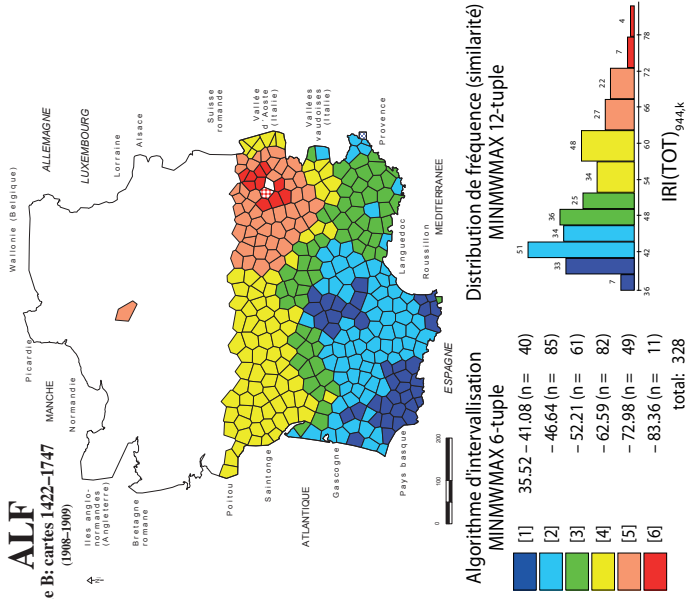 ALF
e B: cartes 1422–1747
(1908–1909)
Wallonie (Belgique)
ALLEMAGNE
LUXEMBOURG
Lorraine
Alsace
Picardie
MANCHE
Normandie
Iles anglo-
normandes
(Angleterre)
Bretagne
romane
N
Suisse
romande
Vallée
d'Aoste
(Italie)
Vallées
vaudoises
(Italie)
Provence
Poitou
Saintonge
ATLANTIQUE
Gascogne
Pays basque
ESPAGNE
Roussillon
Languedoc
MEDITERRANEE
0 100 200
Algorithme d'intervallisation
MINMWMAX 6-tuple
[1] 35.52 – 41.08 (n = 40)
[2] – 46.64 (n = 85)
[3] – 52.21 (n = 61)
[4] – 62.59 (n = 82)
[5] – 72.98 (n = 49)
[6] – 83.36 (n = 11)
total: 328
Distribution de fréquence (similarité)
MINMWMAX 12-tuple
7 33 51 34 36 25 34 48 27 22 7 4
36 42 48 54 60 66 72 78
IRI(TOT)944,k